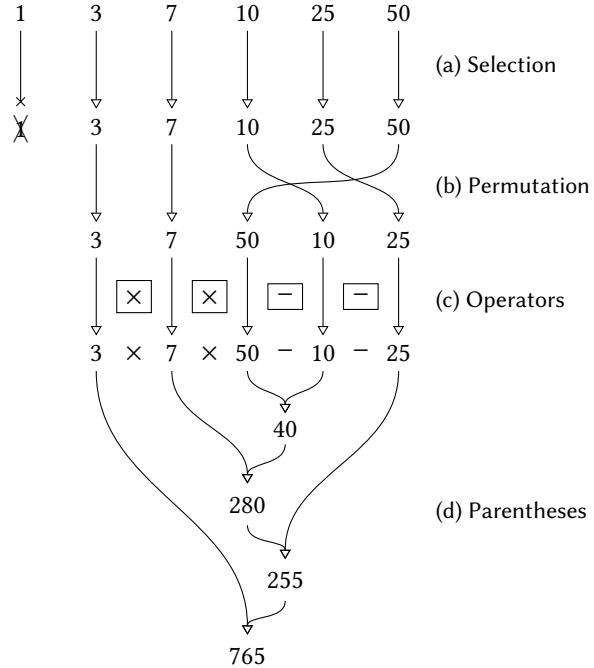 1 3 7 10 25 50
(a) Selection
1 3 7 10 25 50
(b) Permutation
3 7 50 10 25
× × − −
(c) Operators
3 × 7 × 50 − 10 − 25
40
280
(d) Parentheses
255
765